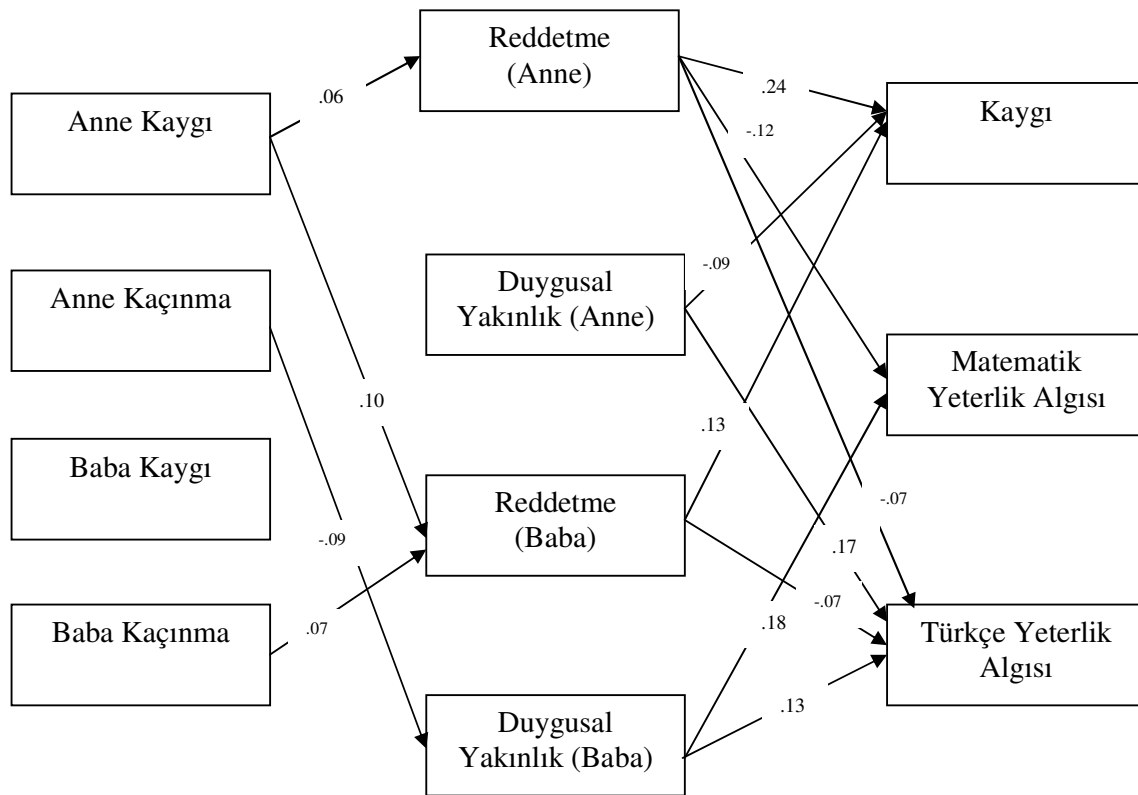 Reddetme
(Anne)
.06
.24
Anne Kaygı
Kaygı
-.12
Duygusal
Yakınlık (Anne)
-.09
Anne Kaçınma
Matematik
Yeterlik Algısı
.10
.13
Baba Kaygı
Reddetme
(Baba)
-.07
-.09
.17
-.07
Baba Kaçınma
.07
.18
Türkçe Yeterlik
Algısı
.13
Duygusal
Yakınlık (Baba)